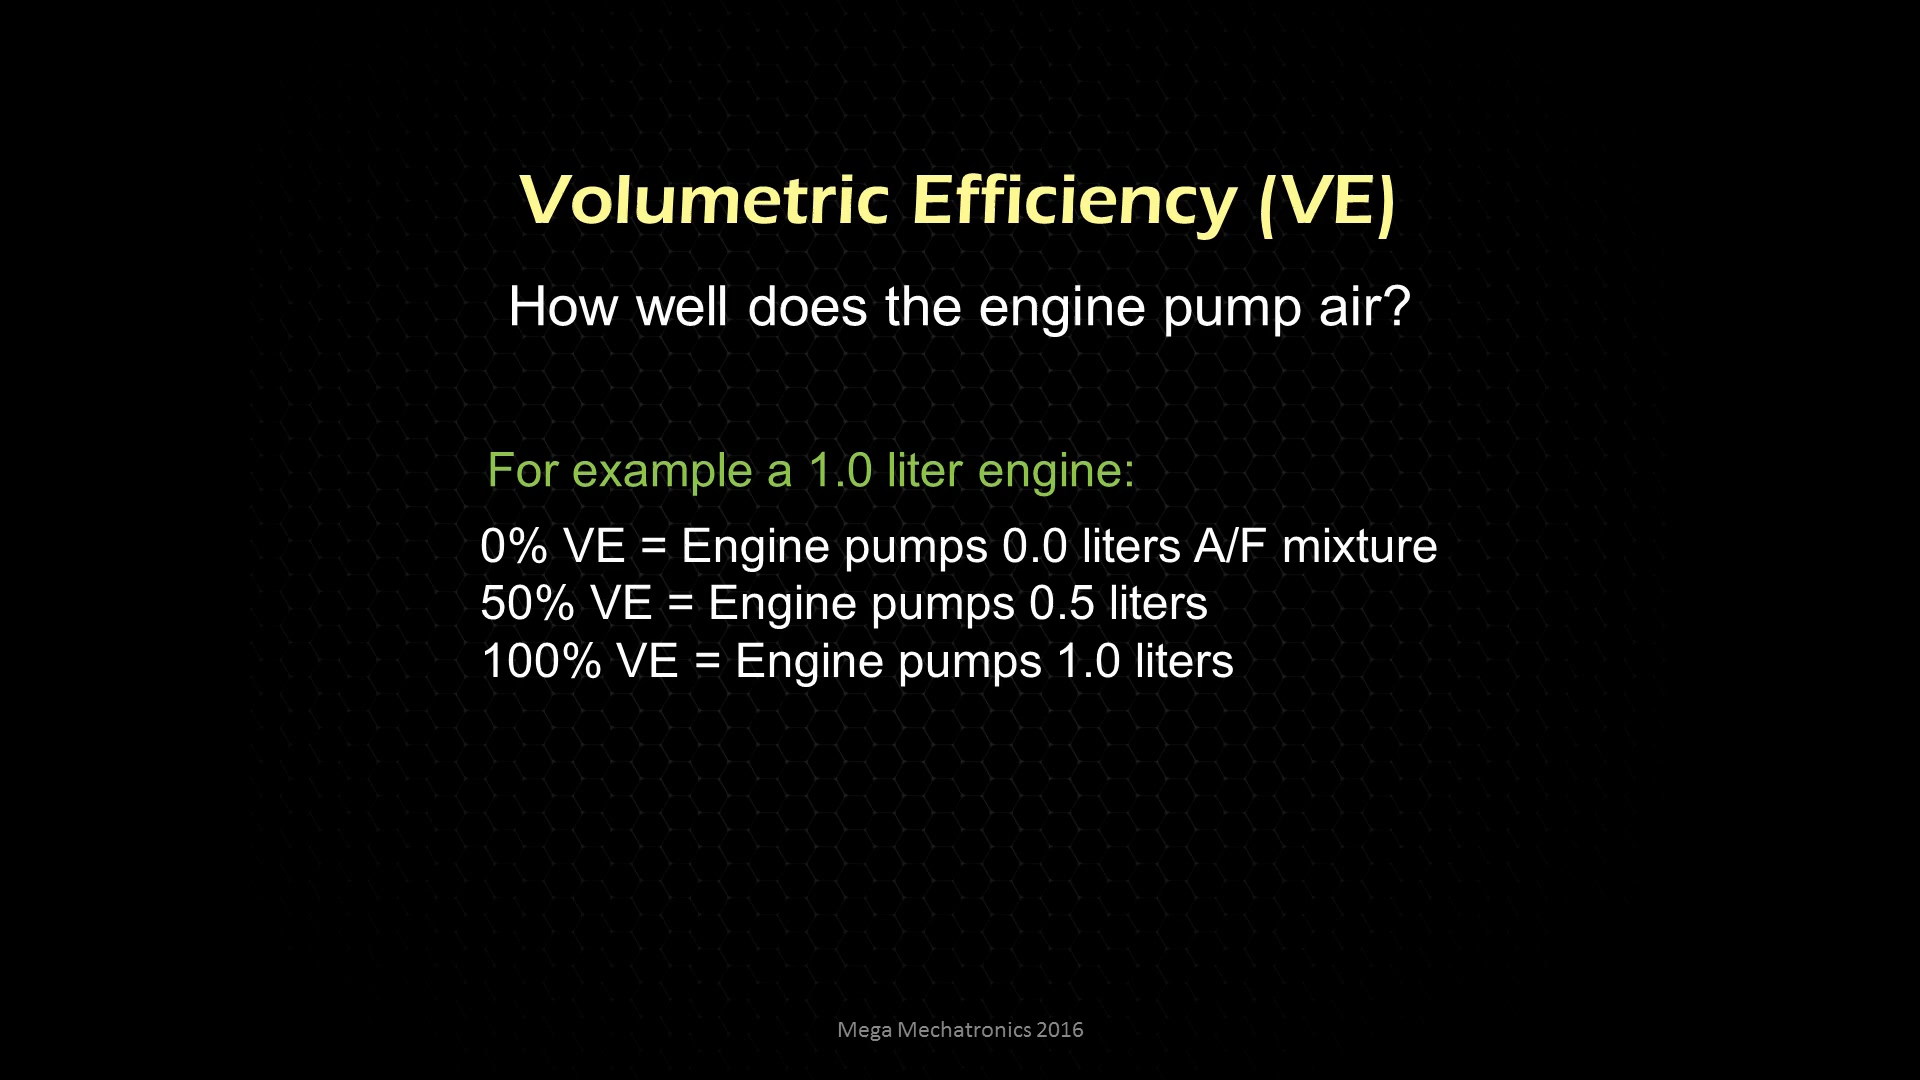 Volumetric Efficiency (VE)
How well does the engine pump air?
For example a 1.0 liter engine:
0% VE = Engine pumps 0.0 liters A/F mixture
50% VE = Engine pumps 0.5 liters
100% VE = Engine pumps 1.0 liters
Mega Mechatronics 2016